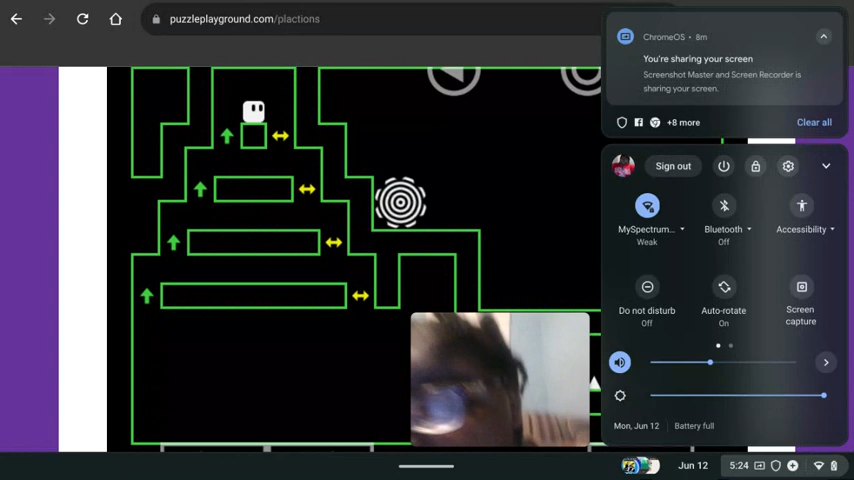 puzzleplayground.com/plactions
ChromeOS • 8m
You're sharing your screen
Screenshot Master and Screen Recorder is
sharing your screen.
+8 more
Clear all
Sign out
MySpectrum...
Weak
Bluetooth
Off
Accessibility
Do not disturb
Off
Auto-rotate
On
Screen
capture
Mon, Jun 12
Battery full
Jun 12
5:24